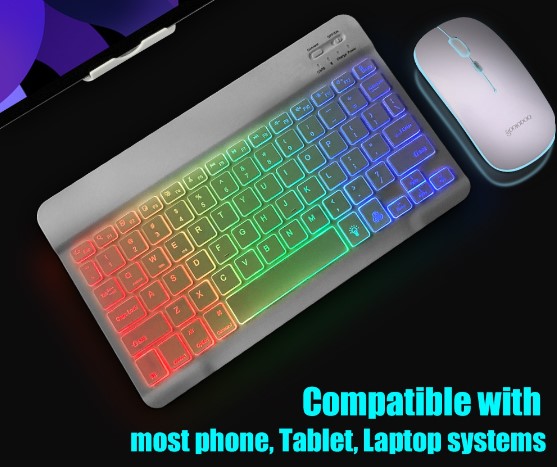 Q W E R T Y U I O P
A S D F G H J K L
Z X C V B N M
Compatible with
most phone, Tablet, Laptop systems